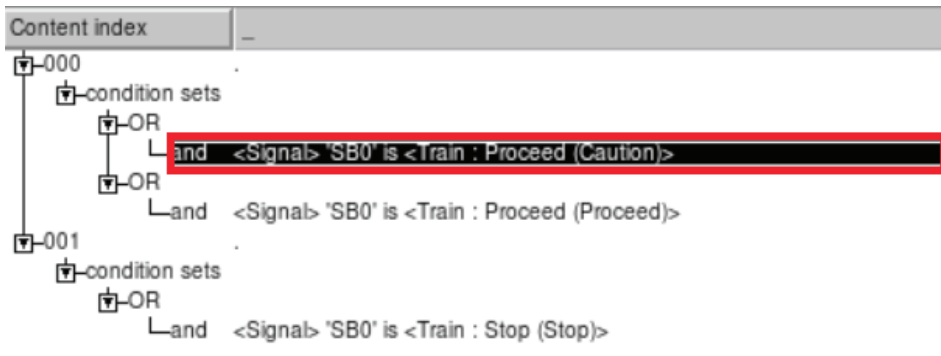 Content index _
000 .
condition sets
OR
and <Signal> 'SB0' is <Train : Proceed (Caution)>
OR
and <Signal> 'SB0' is <Train : Proceed (Proceed)>
001 .
condition sets
OR
and <Signal> 'SB0' is <Train : Stop (Stop)>